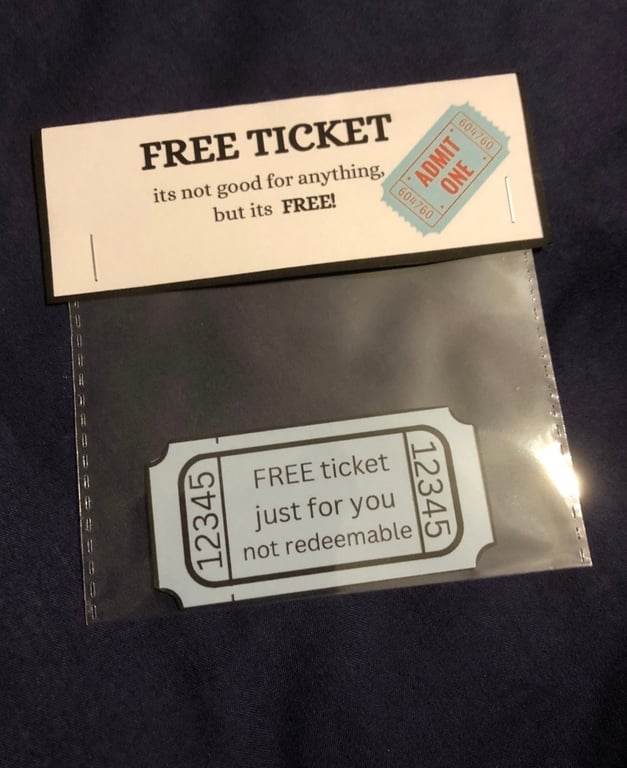 FREE TICKET
its not good for anything,
but its FREE!
604760
ADMIT
ONE
604760
FREE ticket
just for you
not redeemable
12345
12345